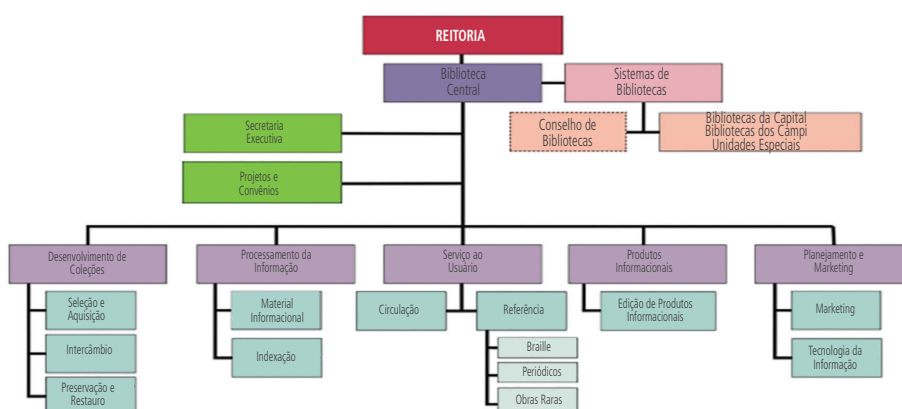 REITORIA
Biblioteca
Central
Sistemas de
Bibliotecas
Secretaria
Executiva
Conselho de
Bibliotecas
Bibliotecas da Capital
Bibliotecas dos Câmpi
Unidades Especiais
Projetos e
Convênios
Desenvolvimento de
Coleções
Processamento da
Informação
Serviço ao
Usuário
Produtos
Informacionais
Planejamento e
Marketing
Seleção e
Aquisição
Material
Informacional
Circulação
Referência
Edição de Produtos
Informacionais
Marketing
Intercâmbio
Indexação
Braille
Periódicos
Obras Raras
Tecnologia da
Informação
Preservação e
Restauro